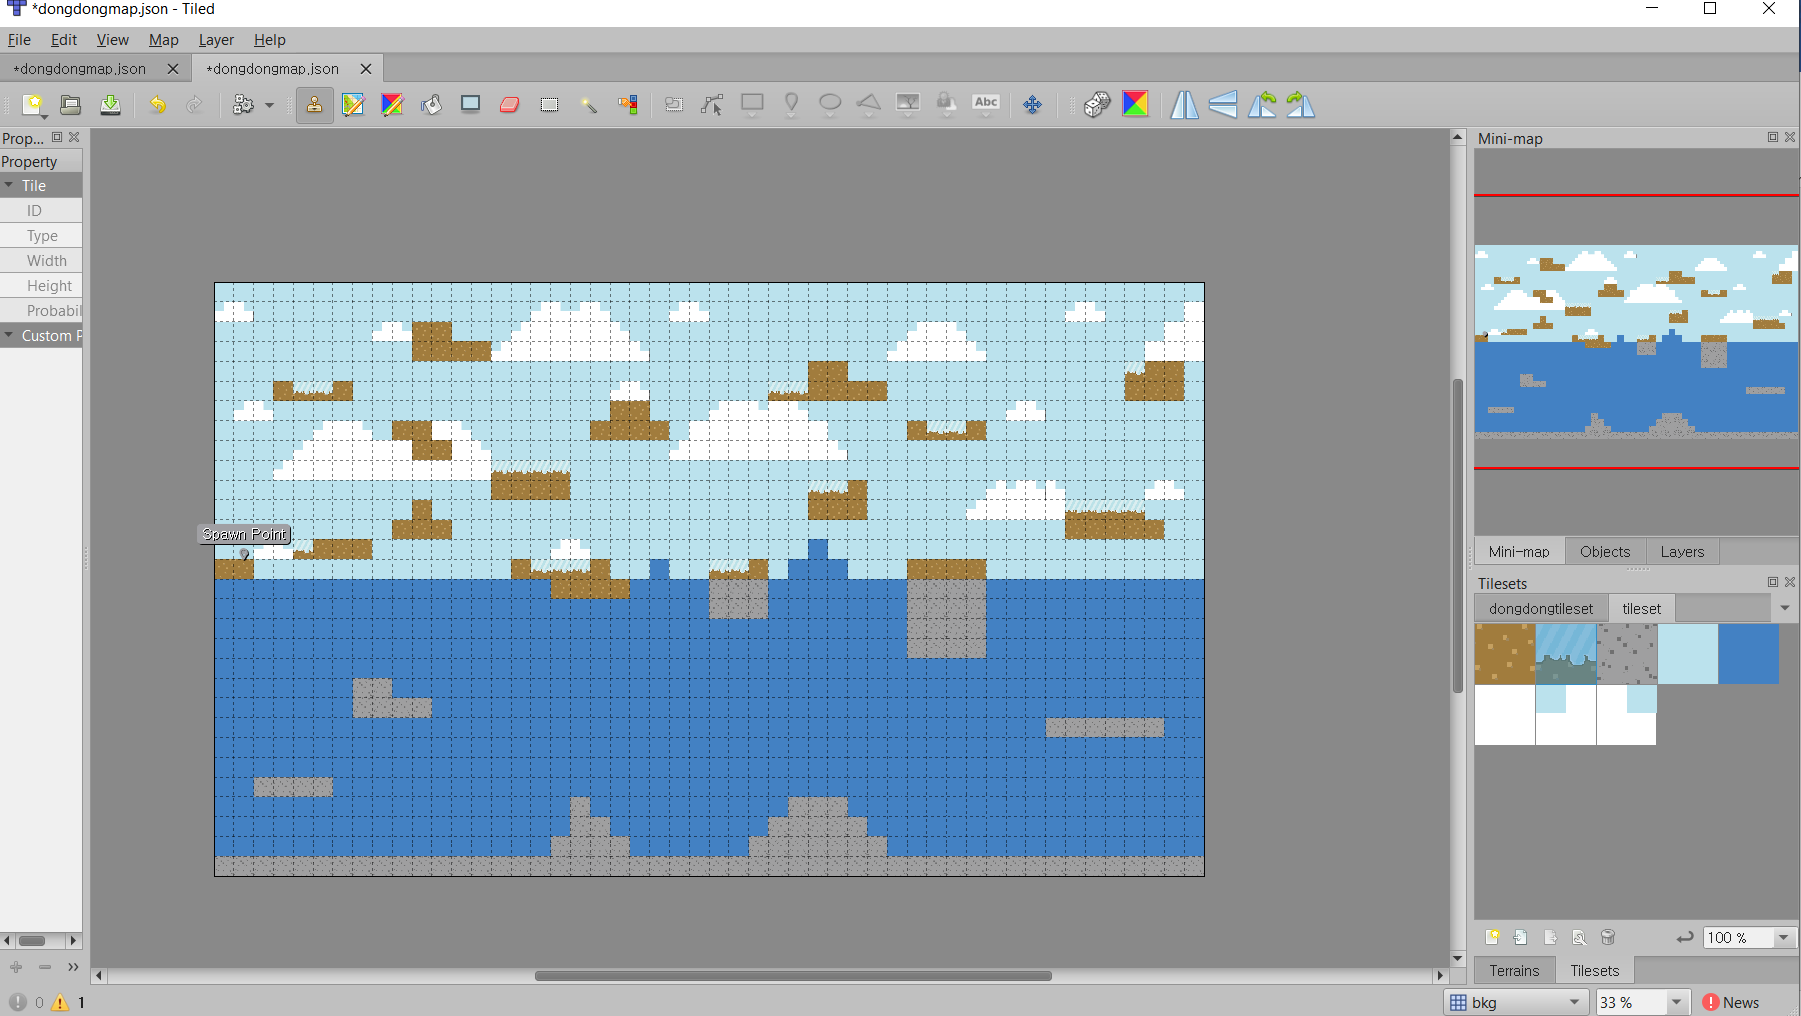 *dongdongmap.json - Tiled
File Edit View Map Layer Help
*dongdongmap.json *dongdongmap.json
Abc
Prop...
Property
Tile
ID
Type
Width
Height
Probabil
Custom P
Spawn Point
Mini-map
Mini-map Objects Layers
Tilesets
dongdongtileset tileset
100 %
Terrains Tilesets
0 1
bkg 33 % News